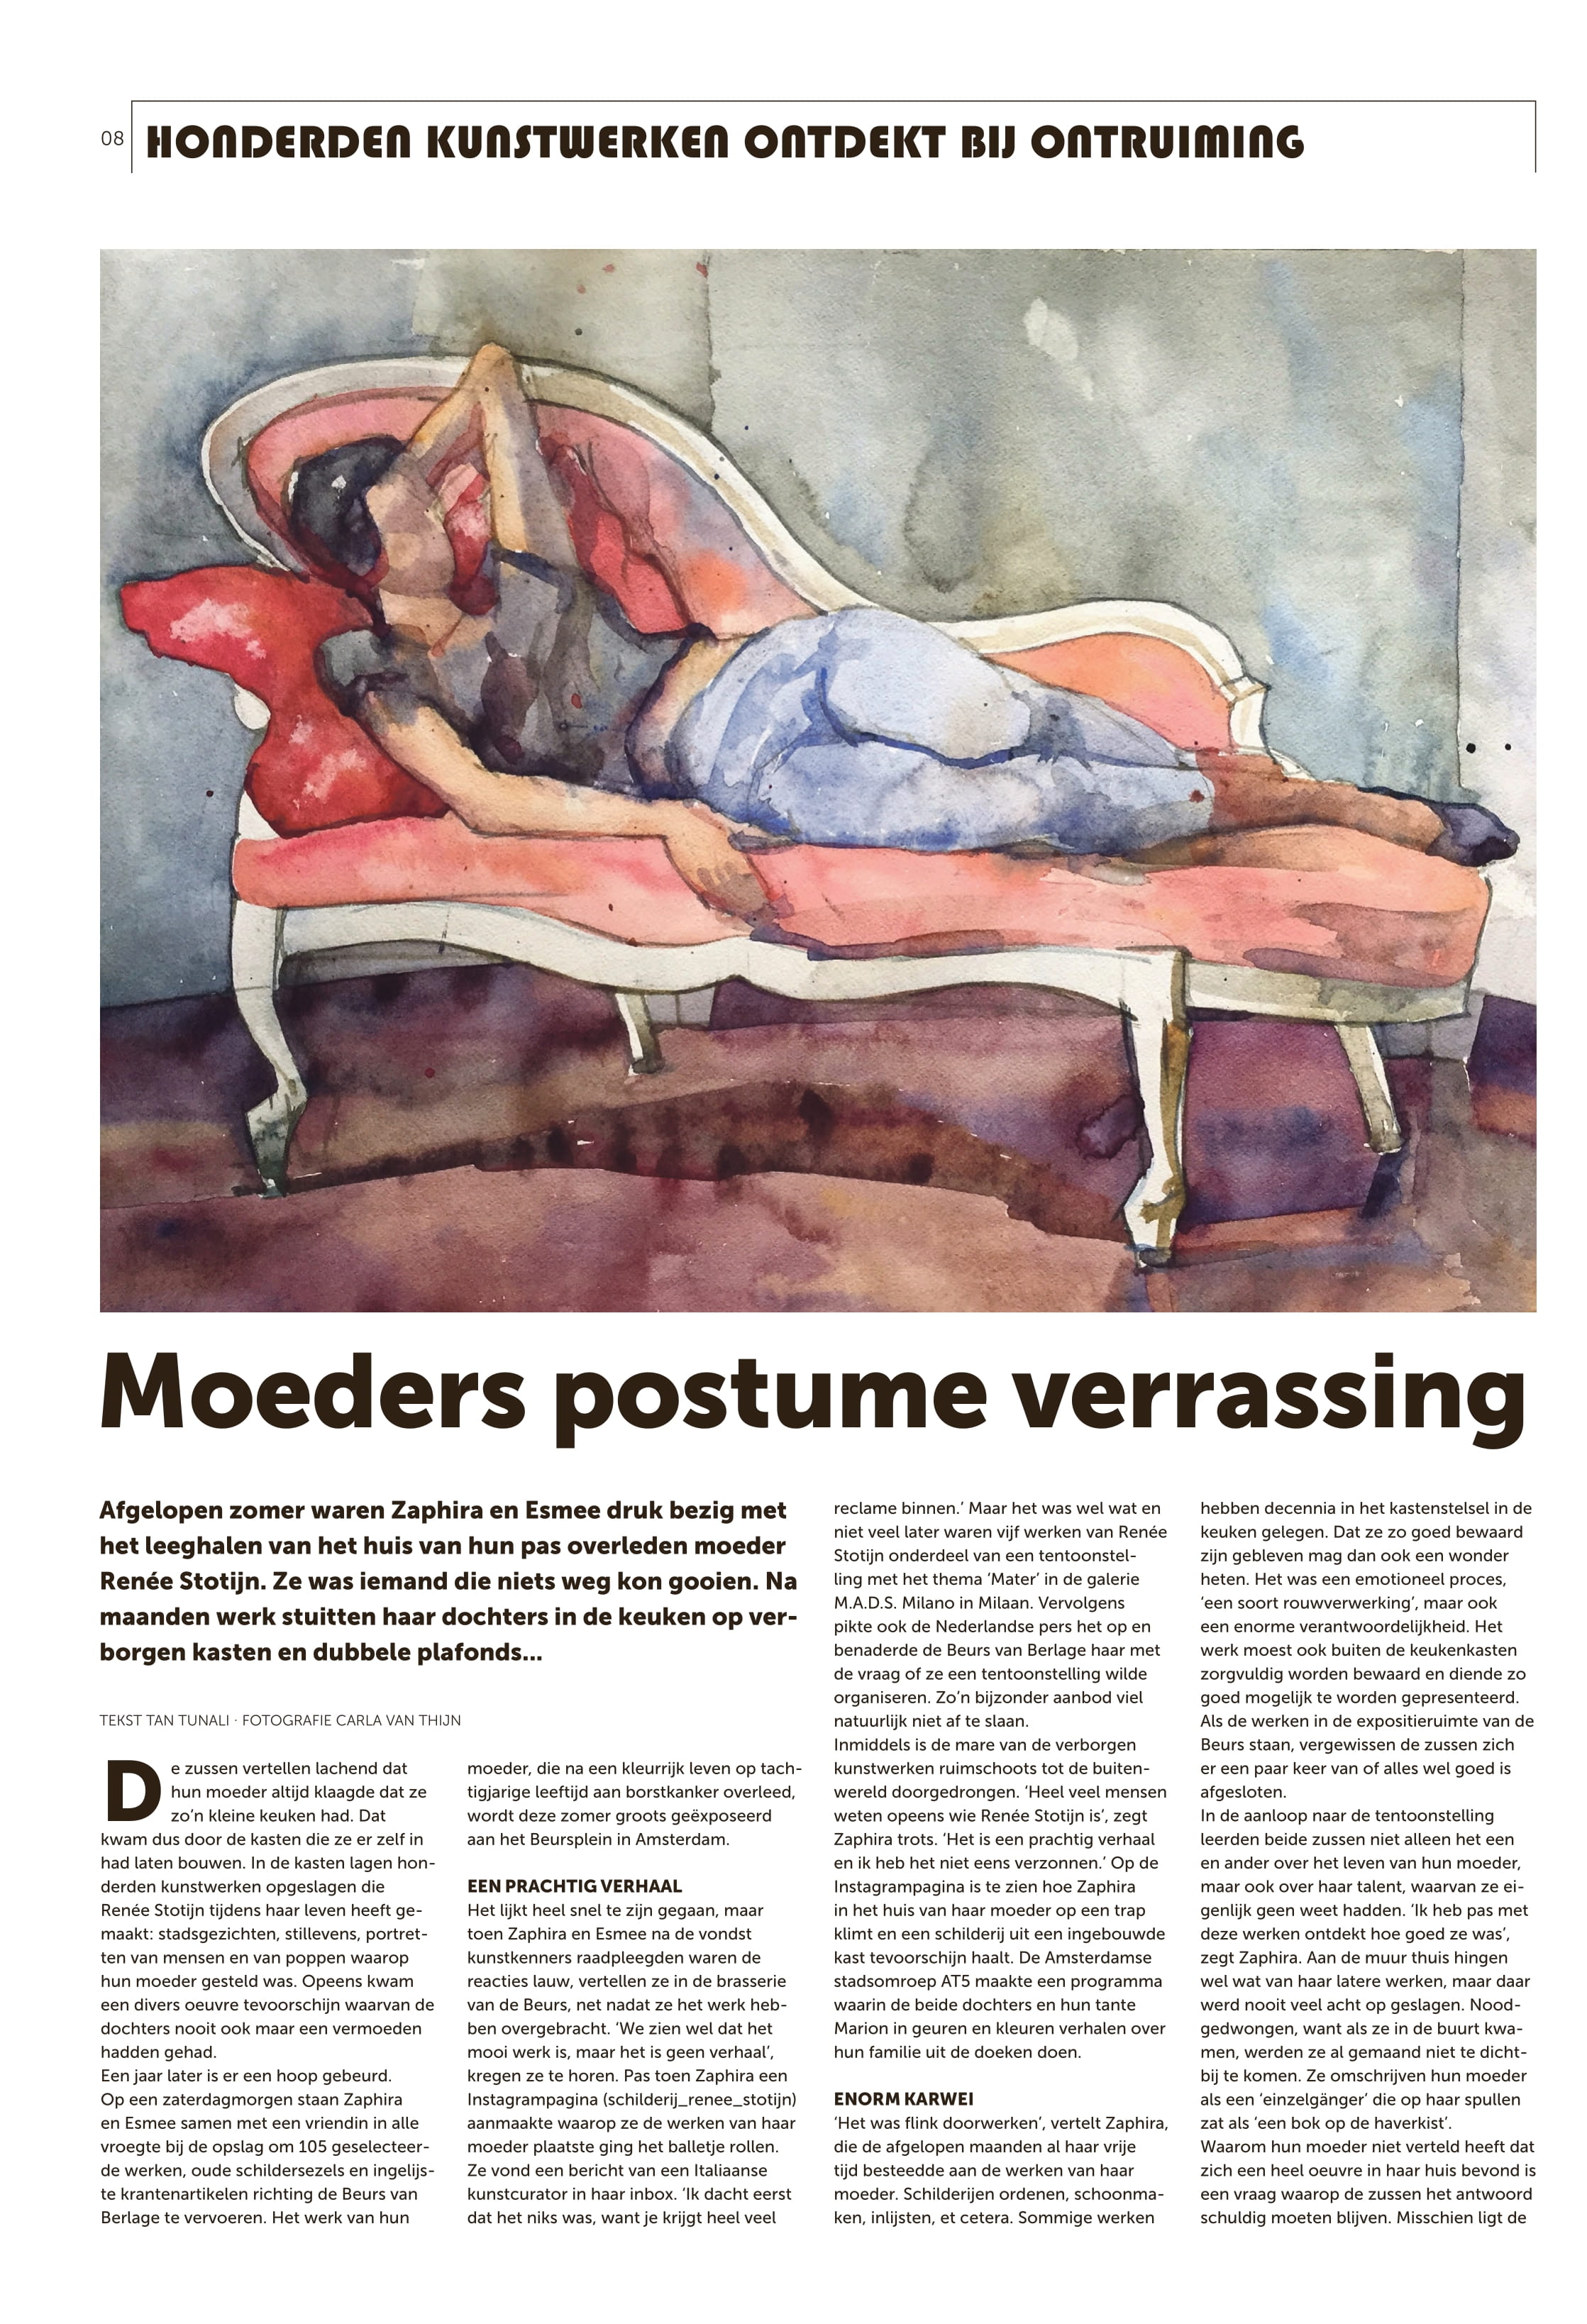 08
HONDERDEN KUNSTWERKEN ONTDEKT BIJ ONTRUIMING
Moeders postume verrassing
Afgelopen zomer waren Zaphira en Esmee druk bezig met
het leeghalen van het huis van hun pas overleden moeder
Renée Stotijn. Ze was iemand die niets weg kon gooien. Na
maanden werk stuitten haar dochters in de keuken op ver-
borgen kasten en dubbele plafonds...
TEKST TAN TUNALI · FOTOGRAFIE CARLA VAN THIJN
De zussen vertellen lachend dat
hun moeder altijd klaagde dat ze
zo’n kleine keuken had. Dat
kwam dus door de kasten die ze er zelf in
had laten bouwen. In de kasten lagen hon-
derden kunstwerken opgeslagen die
Renée Stotijn tijdens haar leven heeft ge-
maakt: stadsgezichten, stillevens, portret-
ten van mensen en van poppen waarop
hun moeder gesteld was. Opeens kwam
een divers oeuvre tevoorschijn waarvan de
dochters nooit ook maar een vermoeden
hadden gehad.
Een jaar later is er een hoop gebeurd.
Op een zaterdagmorgen staan Zaphira
en Esmee samen met een vriendin in alle
vroegte bij de opslag om 105 geselecteer-
de werken, oude schildersezels en ingelijs-
te krantenartikelen richting de Beurs van
Berlage te vervoeren. Het werk van hun
moeder, die na een kleurrijk leven op tach-
tigjarige leeftijd aan borstkanker overleed,
wordt deze zomer groots geëxposeerd
aan het Beursplein in Amsterdam.
EEN PRACHTIG VERHAAL
Het lijkt heel snel te zijn gegaan, maar
toen Zaphira en Esmee na de vondst
kunstkenners raadpleegden waren de
reacties lauw, vertellen ze in de brasserie
van de Beurs, net nadat ze het werk heb-
ben overgebracht. ‘We zien wel dat het
mooi werk is, maar het is geen verhaal’,
kregen ze te horen. Pas toen Zaphira een
Instagrampagina (schilderij_renee_stotijn)
aanmaakte waarop ze de werken van haar
moeder plaatste ging het balletje rollen.
Ze vond een bericht van een Italiaanse
kunstcurator in haar inbox. ‘Ik dacht eerst
dat het niks was, want je krijgt heel veel
reclame binnen.’ Maar het was wel wat en
niet veel later waren vijf werken van Renée
Stotijn onderdeel van een tentoonstel-
ling met het thema ‘Mater’ in de galerie
M.A.D.S. Milano in Milaan. Vervolgens
pikte ook de Nederlandse pers het op en
benaderde de Beurs van Berlage haar met
de vraag of ze een tentoonstelling wilde
organiseren. Zo’n bijzonder aanbod viel
natuurlijk niet af te slaan.
Inmiddels is de mare van de verborgen
kunstwerken ruimschoots tot de buiten-
wereld doorgedrongen. ‘Heel veel mensen
weten opeens wie Renée Stotijn is’, zegt
Zaphira trots. ‘Het is een prachtig verhaal
en ik heb het niet eens verzonnen.’ Op de
Instagrampagina is te zien hoe Zaphira
in het huis van haar moeder op een trap
klimt en een schilderij uit een ingebouwde
kast tevoorschijn haalt. De Amsterdamse
stadsomroep AT5 maakte een programma
waarin de beide dochters en hun tante
Marion in geuren en kleuren verhalen over
hun familie uit de doeken doen.
ENORM KARWEI
‘Het was flink doorwerken’, vertelt Zaphira,
die de afgelopen maanden al haar vrije
tijd besteedde aan de werken van haar
moeder. Schilderijen ordenen, schoonma-
ken, inlijsten, et cetera. Sommige werken
hebben decennia in het kastenstelsel in de
keuken gelegen. Dat ze zo goed bewaard
zijn gebleven mag dan ook een wonder
heten. Het was een emotioneel proces,
‘een soort rouwverwerking’, maar ook
een enorme verantwoordelijkheid. Het
werk moest ook buiten de keukenkasten
zorgvuldig worden bewaard en diende zo
goed mogelijk te worden gepresenteerd.
Als de werken in de expositieruimte van de
Beurs staan, vergewissen de zussen zich
er een paar keer van of alles wel goed is
afgesloten.
In de aanloop naar de tentoonstelling
leerden beide zussen niet alleen het een
en ander over het leven van hun moeder,
maar ook over haar talent, waarvan ze ei-
genlijk geen weet hadden. ‘Ik heb pas met
deze werken ontdekt hoe goed ze was’,
zegt Zaphira. Aan de muur thuis hingen
wel wat van haar latere werken, maar daar
werd nooit veel acht op geslagen. Nood-
gedwongen, want als ze in de buurt kwa-
men, werden ze al gemaand niet te dicht-
bij te komen. Ze omschrijven hun moeder
als een ‘einzelgänger’ die op haar spullen
zat als ‘een bok op de haverkist’.
Waarom hun moeder niet verteld heeft dat
zich een heel oeuvre in haar huis bevond is
een vraag waarop de zussen het antwoord
schuldig moeten blijven. Misschien ligt de